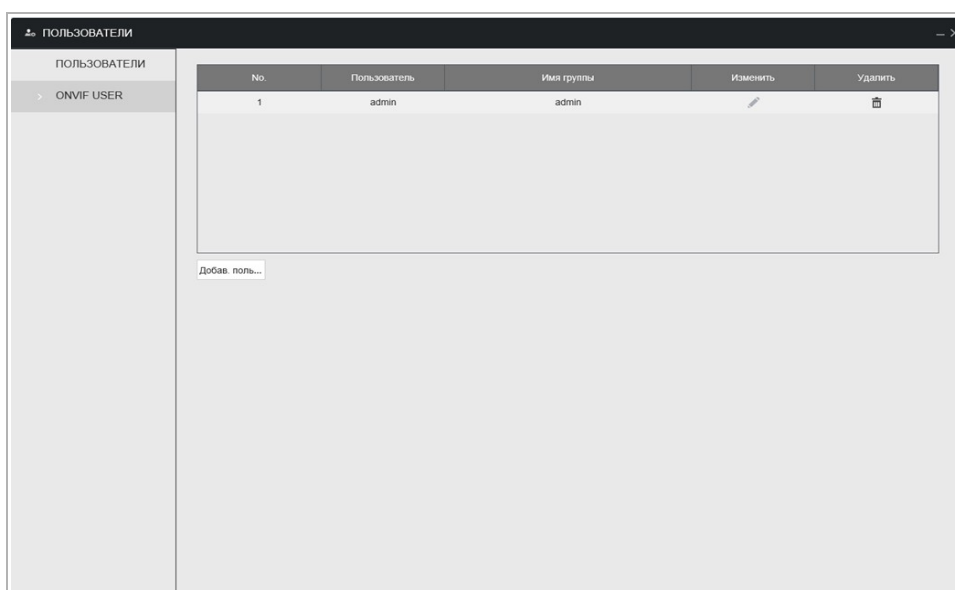 ПОЛЬЗОВАТЕЛИ
ПОЛЬЗОВАТЕЛИ
ONVIF USER
No. Пользователь Имя группы Изменить Удалить
1 admin admin
Добав. поль...